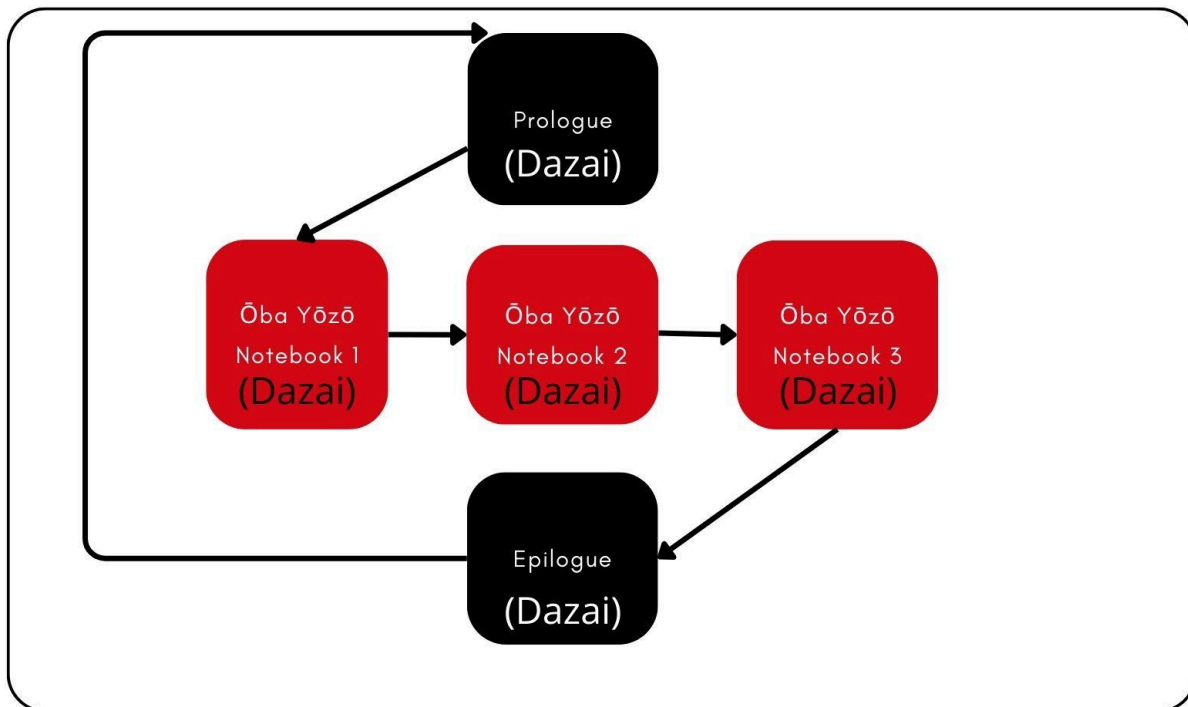 Prologue
(Dazai)
Ōba Yōzō
Notebook 1
(Dazai)
Ōba Yōzō
Notebook 2
(Dazai)
Ōba Yōzō
Notebook 3
(Dazai)
Epilogue
(Dazai)